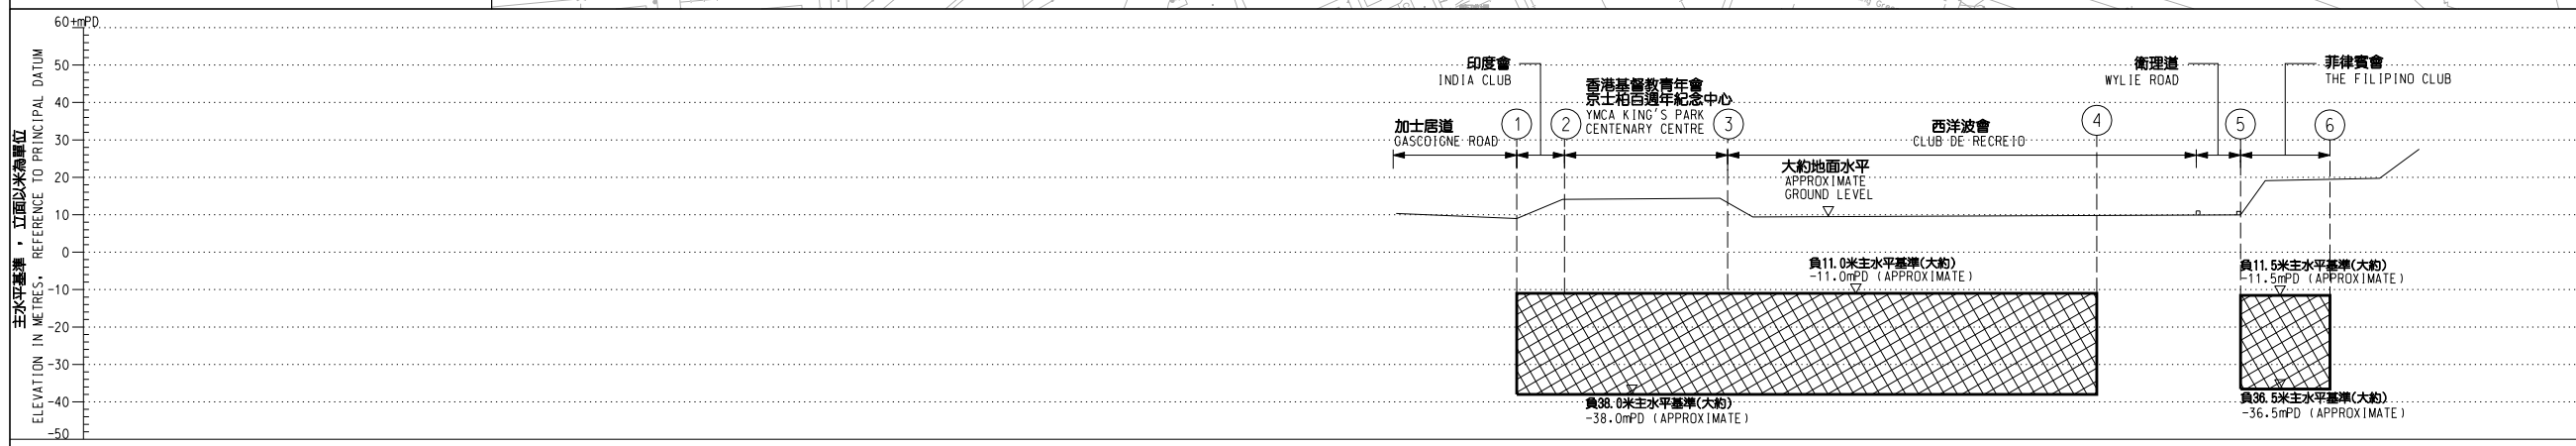 60+mPD
50
40
30
20
10
0
-10
-20
-30
-40
-50
主水平基準，立面以米為單位
ELEVATION IN METRES. REFERENCE TO PRINCIPAL DATUM
印度會
INDIA CLUB
香港基督教青年會
京士柏百週年紀念中心
YMCA KING'S PARK
CENTENARY CENTRE
衛理道
WYLIE ROAD
菲律賓會
THE FILIPINO CLUB
加士居道
GASCOIGNE ROAD
1
2
3
西洋波會
CLUB DE RECREIO
4
5
6
大約地面水平
APPROXIMATE
GROUND LEVEL
負11.0米主水平基準(大約)
-11.0mPD (APPROXIMATE)
負11.5米主水平基準(大約)
-11.5mPD (APPROXIMATE)
負38.0米主水平基準(大約)
-38.0mPD (APPROXIMATE)
負36.5米主水平基準(大約)
-36.5mPD (APPROXIMATE)